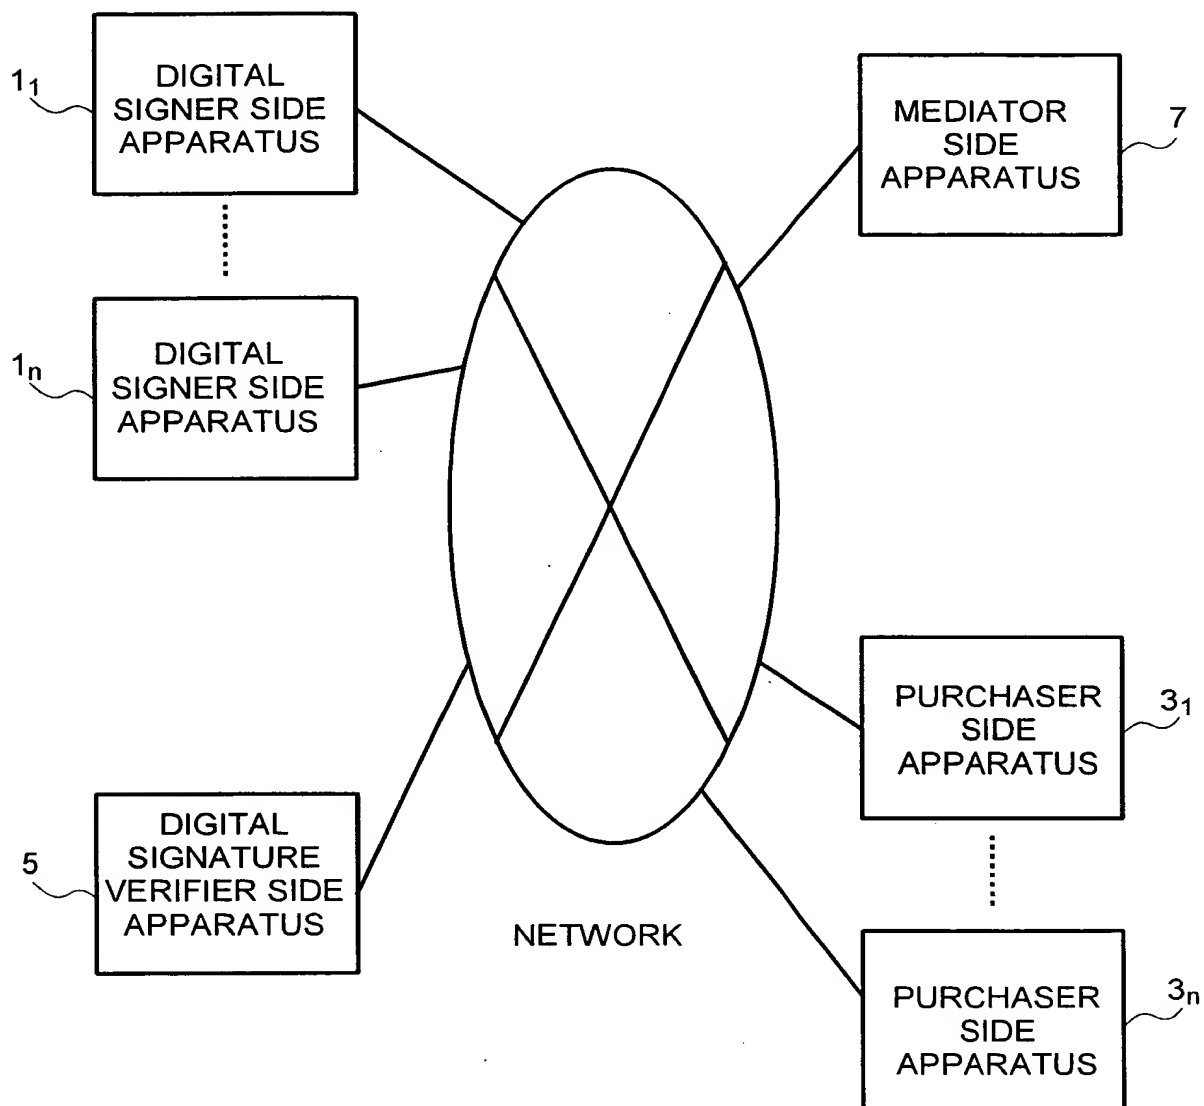 1₁
DIGITAL
SIGNER SIDE
APPARATUS
MEDIATOR
SIDE
APPARATUS
7
1ₙ
DIGITAL
SIGNER SIDE
APPARATUS
5
DIGITAL
SIGNATURE
VERIFIER SIDE
APPARATUS
NETWORK
PURCHASER
SIDE
APPARATUS
3₁
PURCHASER
SIDE
APPARATUS
3ₙ